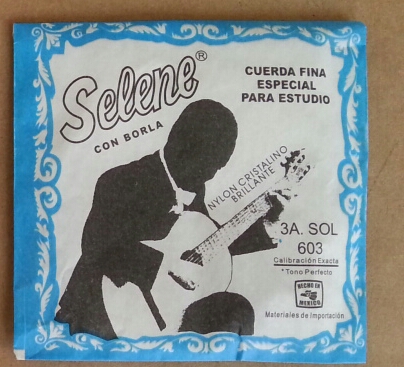 Selene®
CON BORLA
CUERDA FINA
ESPECIAL
PARA ESTUDIO
NYLON CRISTALINO
BRILLANTE
3A. SOL
603
Calibración Exacta
*Tono Perfecto
HECHO EN
MEXICO
Materiales de Importación